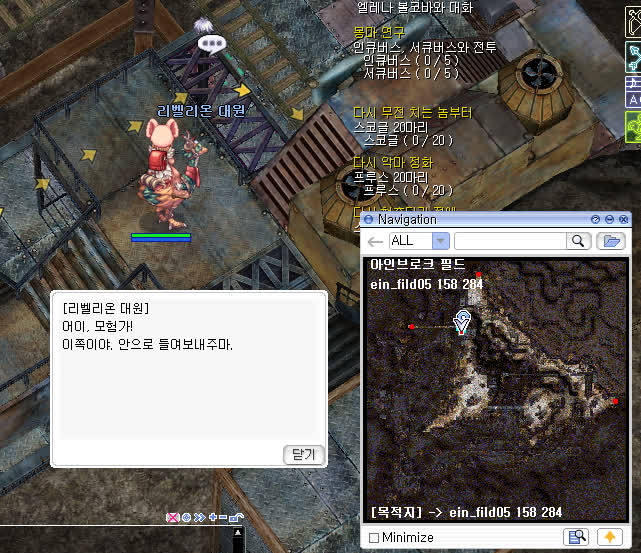 엘레나 볼코바와 대화
봉마 연구
인큐버스, 서큐버스와 전투
인큐버스 ( 0 / 5 )
서큐버스 ( 0 / 5 )
다시 무전 치는 놈부터
스코글 20마리
스코글 ( 0 / 20 )
다시 악마 정화
프루스 20마리
프루스 ( 0 / 20 )
리벨리온 대원
[리벨리온 대원]
어이, 모험가!
이쪽이야. 안으로 들여보내주마.
닫기
Navigation
ALL
아인브로크 필드
ein_fild05 158 284
[목적지] -> ein_fild05 158 284
Minimize